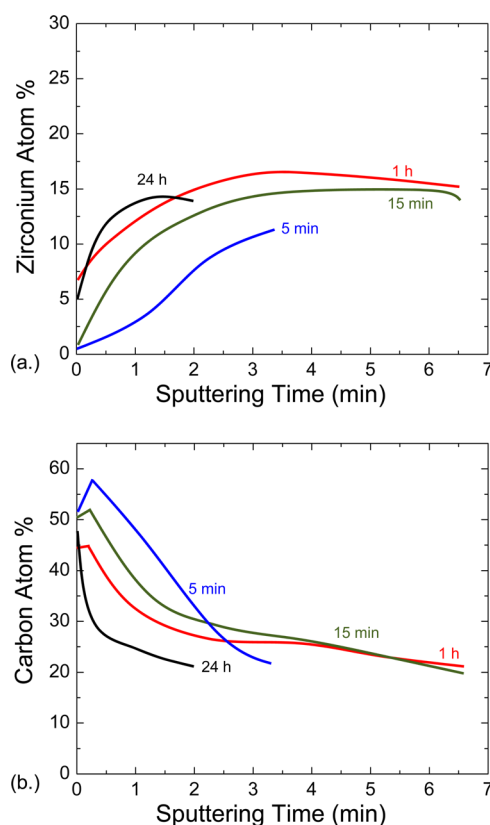 30
25
20
15
10
5
0
Zirconium Atom %
24 h
1 h
15 min
5 min
0 1 2 3 4 5 6 7
(a.)
Sputtering Time (min)
60
50
40
30
20
10
0
Carbon Atom %
5 min
15 min
1 h
24 h
0 1 2 3 4 5 6 7
(b.)
Sputtering Time (min)